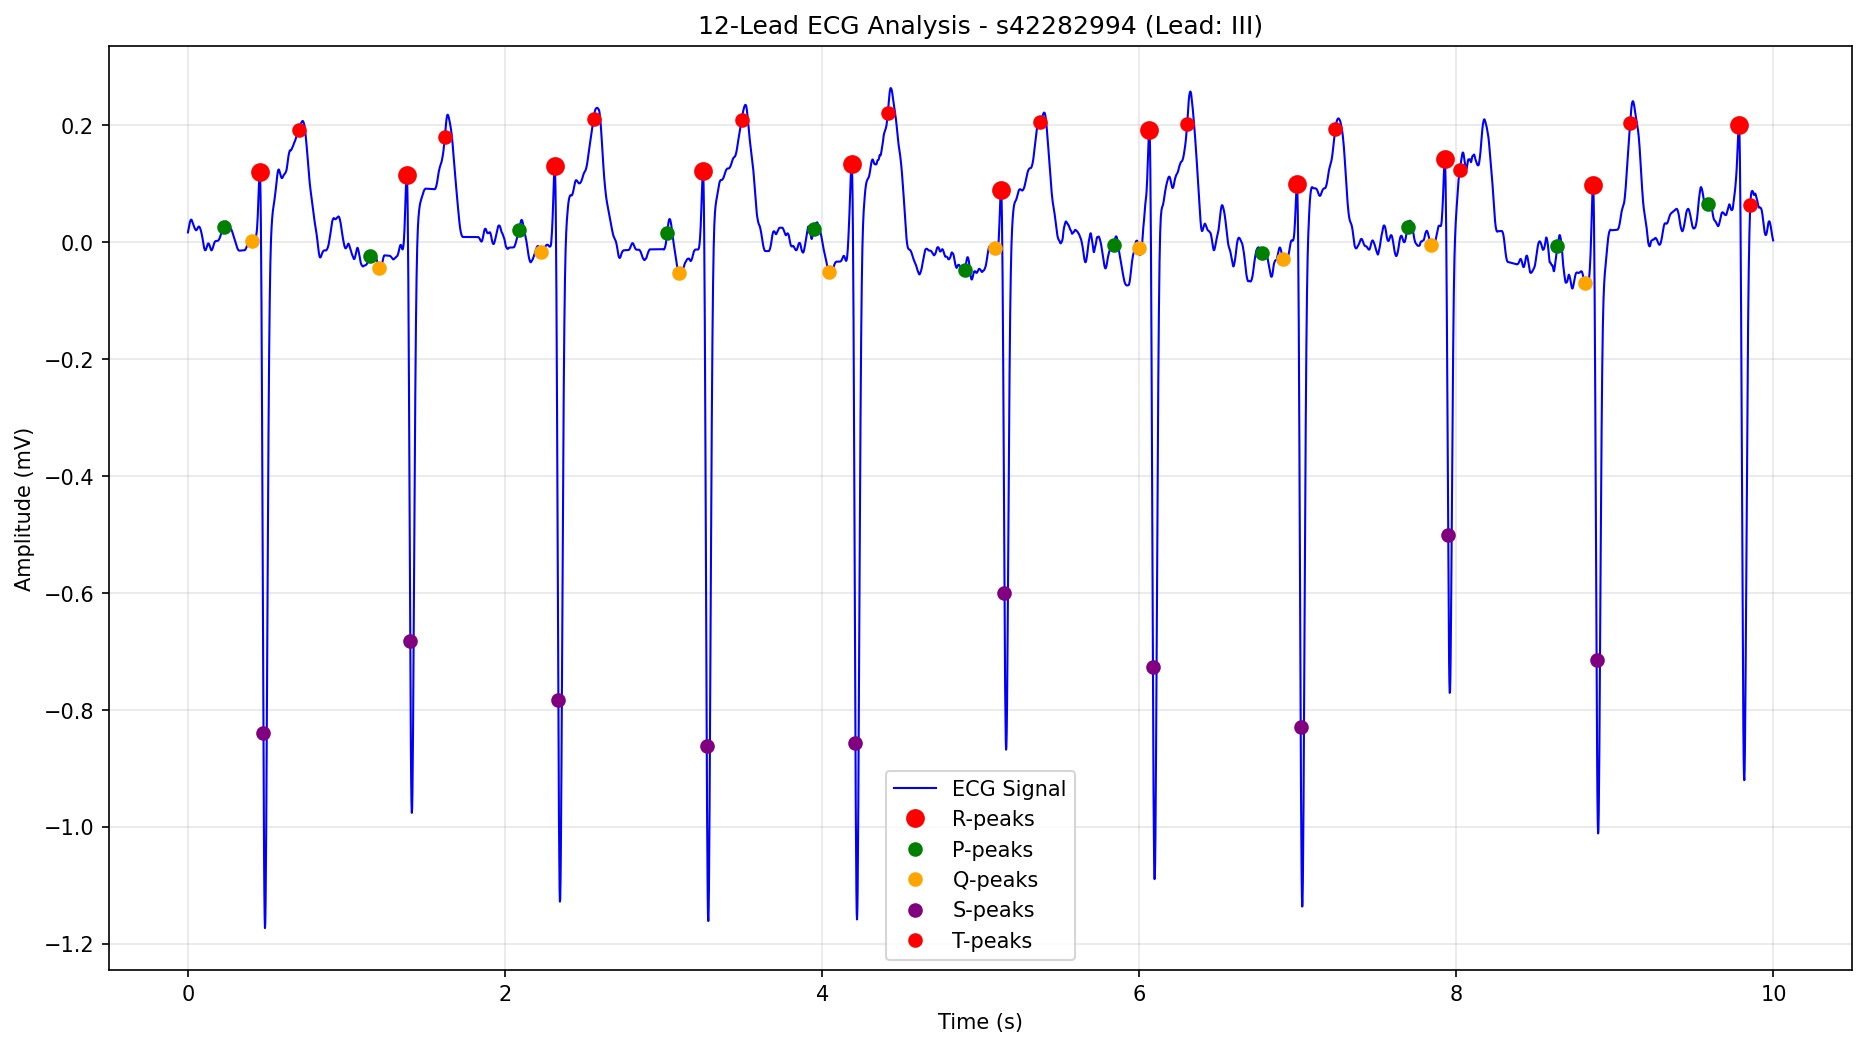 12-Lead ECG Analysis - s42282994 (Lead: III)
Amplitude (mV)
0.2
0.0
−0.2
−0.4
−0.6
−0.8
−1.0
−1.2
ECG Signal
R-peaks
P-peaks
Q-peaks
S-peaks
T-peaks
0 2 4 6 8 10
Time (s)